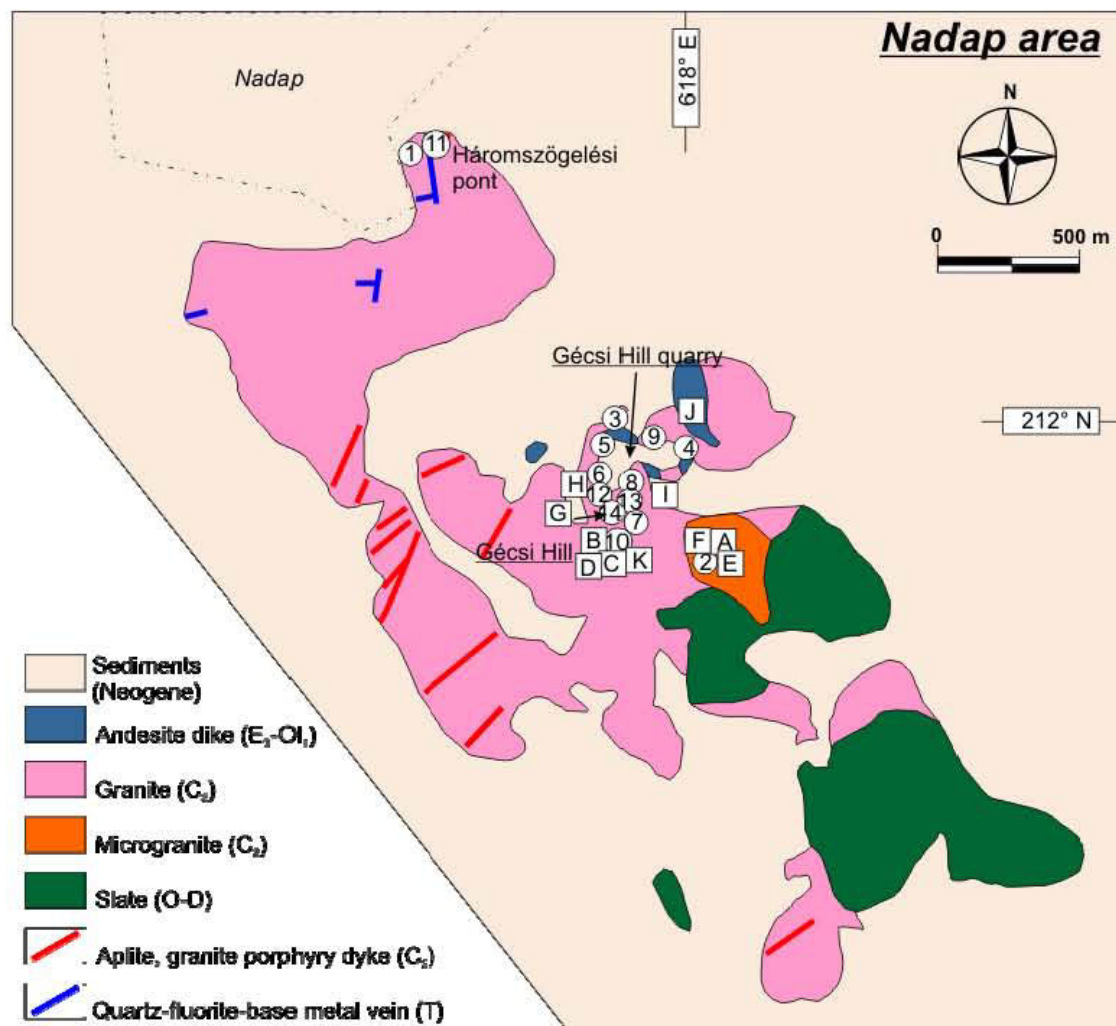 Nadap area
Nadap
618° E
N
0 500 m
1
11
Háromszögelési
pont
Gécsi Hill quarry
212° N
3
J
5
9
4
6
H
8
I
12
13
G
14
7
Gécsi Hill
B
10
D
C
K
F
A
2
E
Sediments
(Neogene)
Andesite dike (E₃-Ol₁)
Granite (C₂)
Microgranite (C₂)
Slate (O-D)
Aplite, granite porphyry dyke (C₂)
Quartz-fluorite-base metal vein (T)